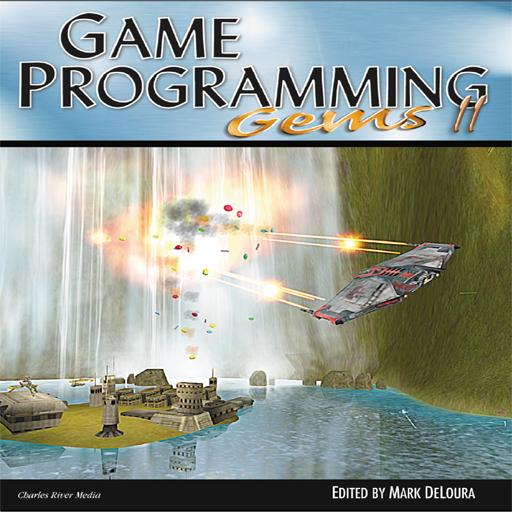 GAME
PROGRAMMING
Gems II
Charles River Media
EDITED BY MARK DELOURA